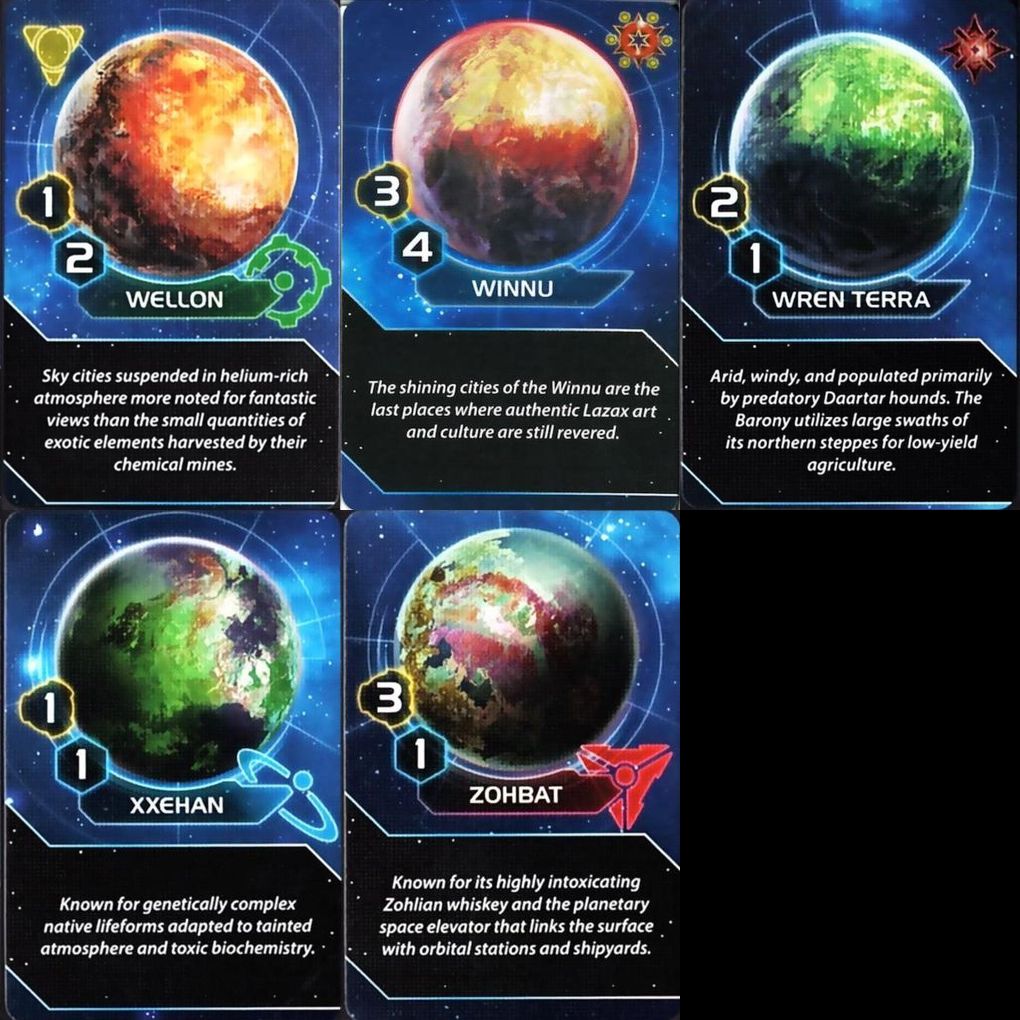 1
2
WELLON
Sky cities suspended in helium-rich
atmosphere more noted for fantastic
views than the small quantities of
exotic elements harvested by their
chemical mines.
3
4
WINNU
The shining cities of the Winnu are the
last places where authentic Lazax art
and culture are still revered.
2
1
WREN TERRA
Arid, windy, and populated primarily
by predatory Daartar hounds. The
Barony utilizes large swaths of
its northern steppes for low-yield
agriculture.
1
1
XXEHAN
Known for genetically complex
native lifeforms adapted to tainted
atmosphere and toxic biochemistry.
3
1
ZOHBAT
Known for its highly intoxicating
Zohlian whiskey and the planetary
space elevator that links the surface
with orbital stations and shipyards.